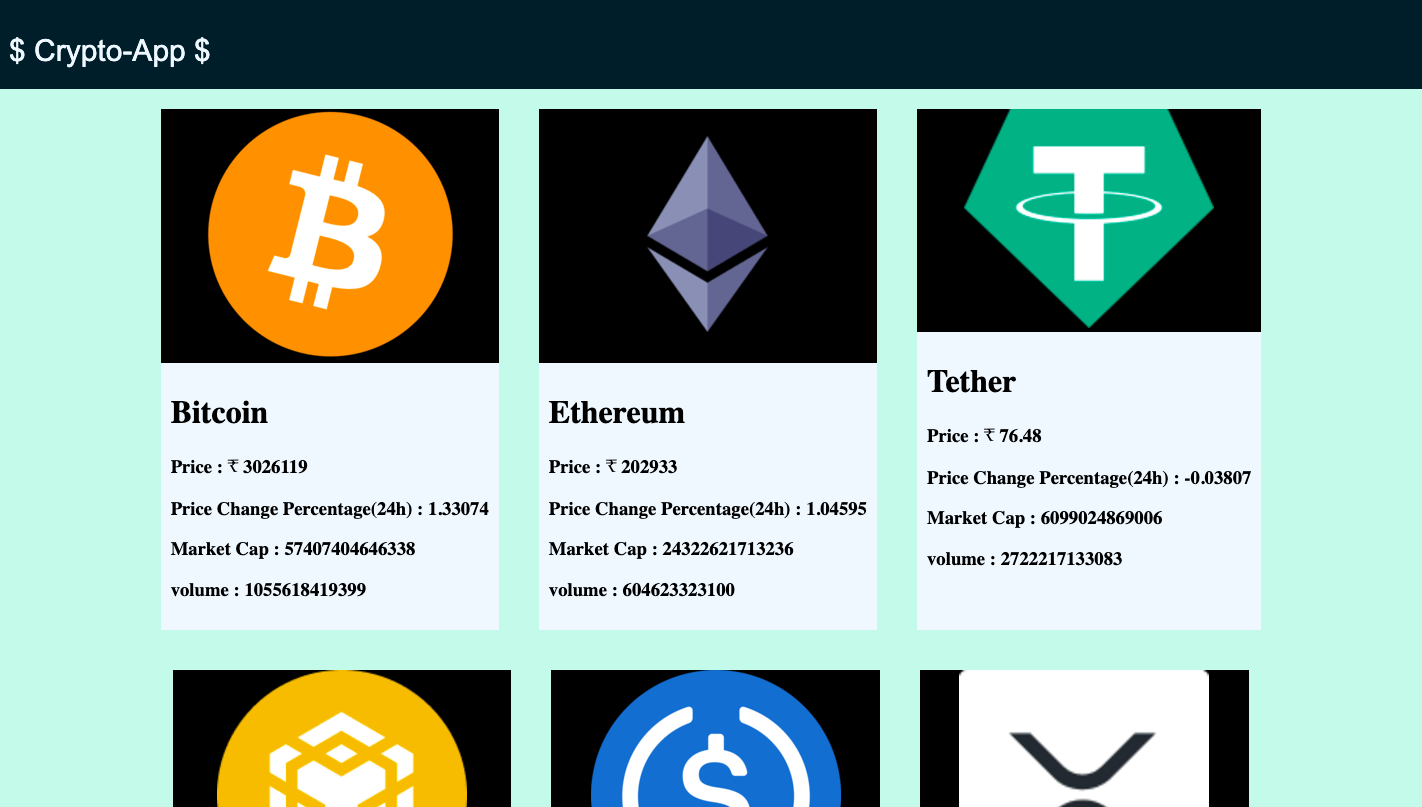 $ Crypto-App $
Bitcoin
Price : ₹ 3026119
Price Change Percentage(24h) : 1.33074
Market Cap : 57407404646338
volume : 1055618419399
Ethereum
Price : ₹ 202933
Price Change Percentage(24h) : 1.04595
Market Cap : 24322621713236
volume : 604623323100
Tether
Price : ₹ 76.48
Price Change Percentage(24h) : -0.03807
Market Cap : 6099024869006
volume : 2722217133083